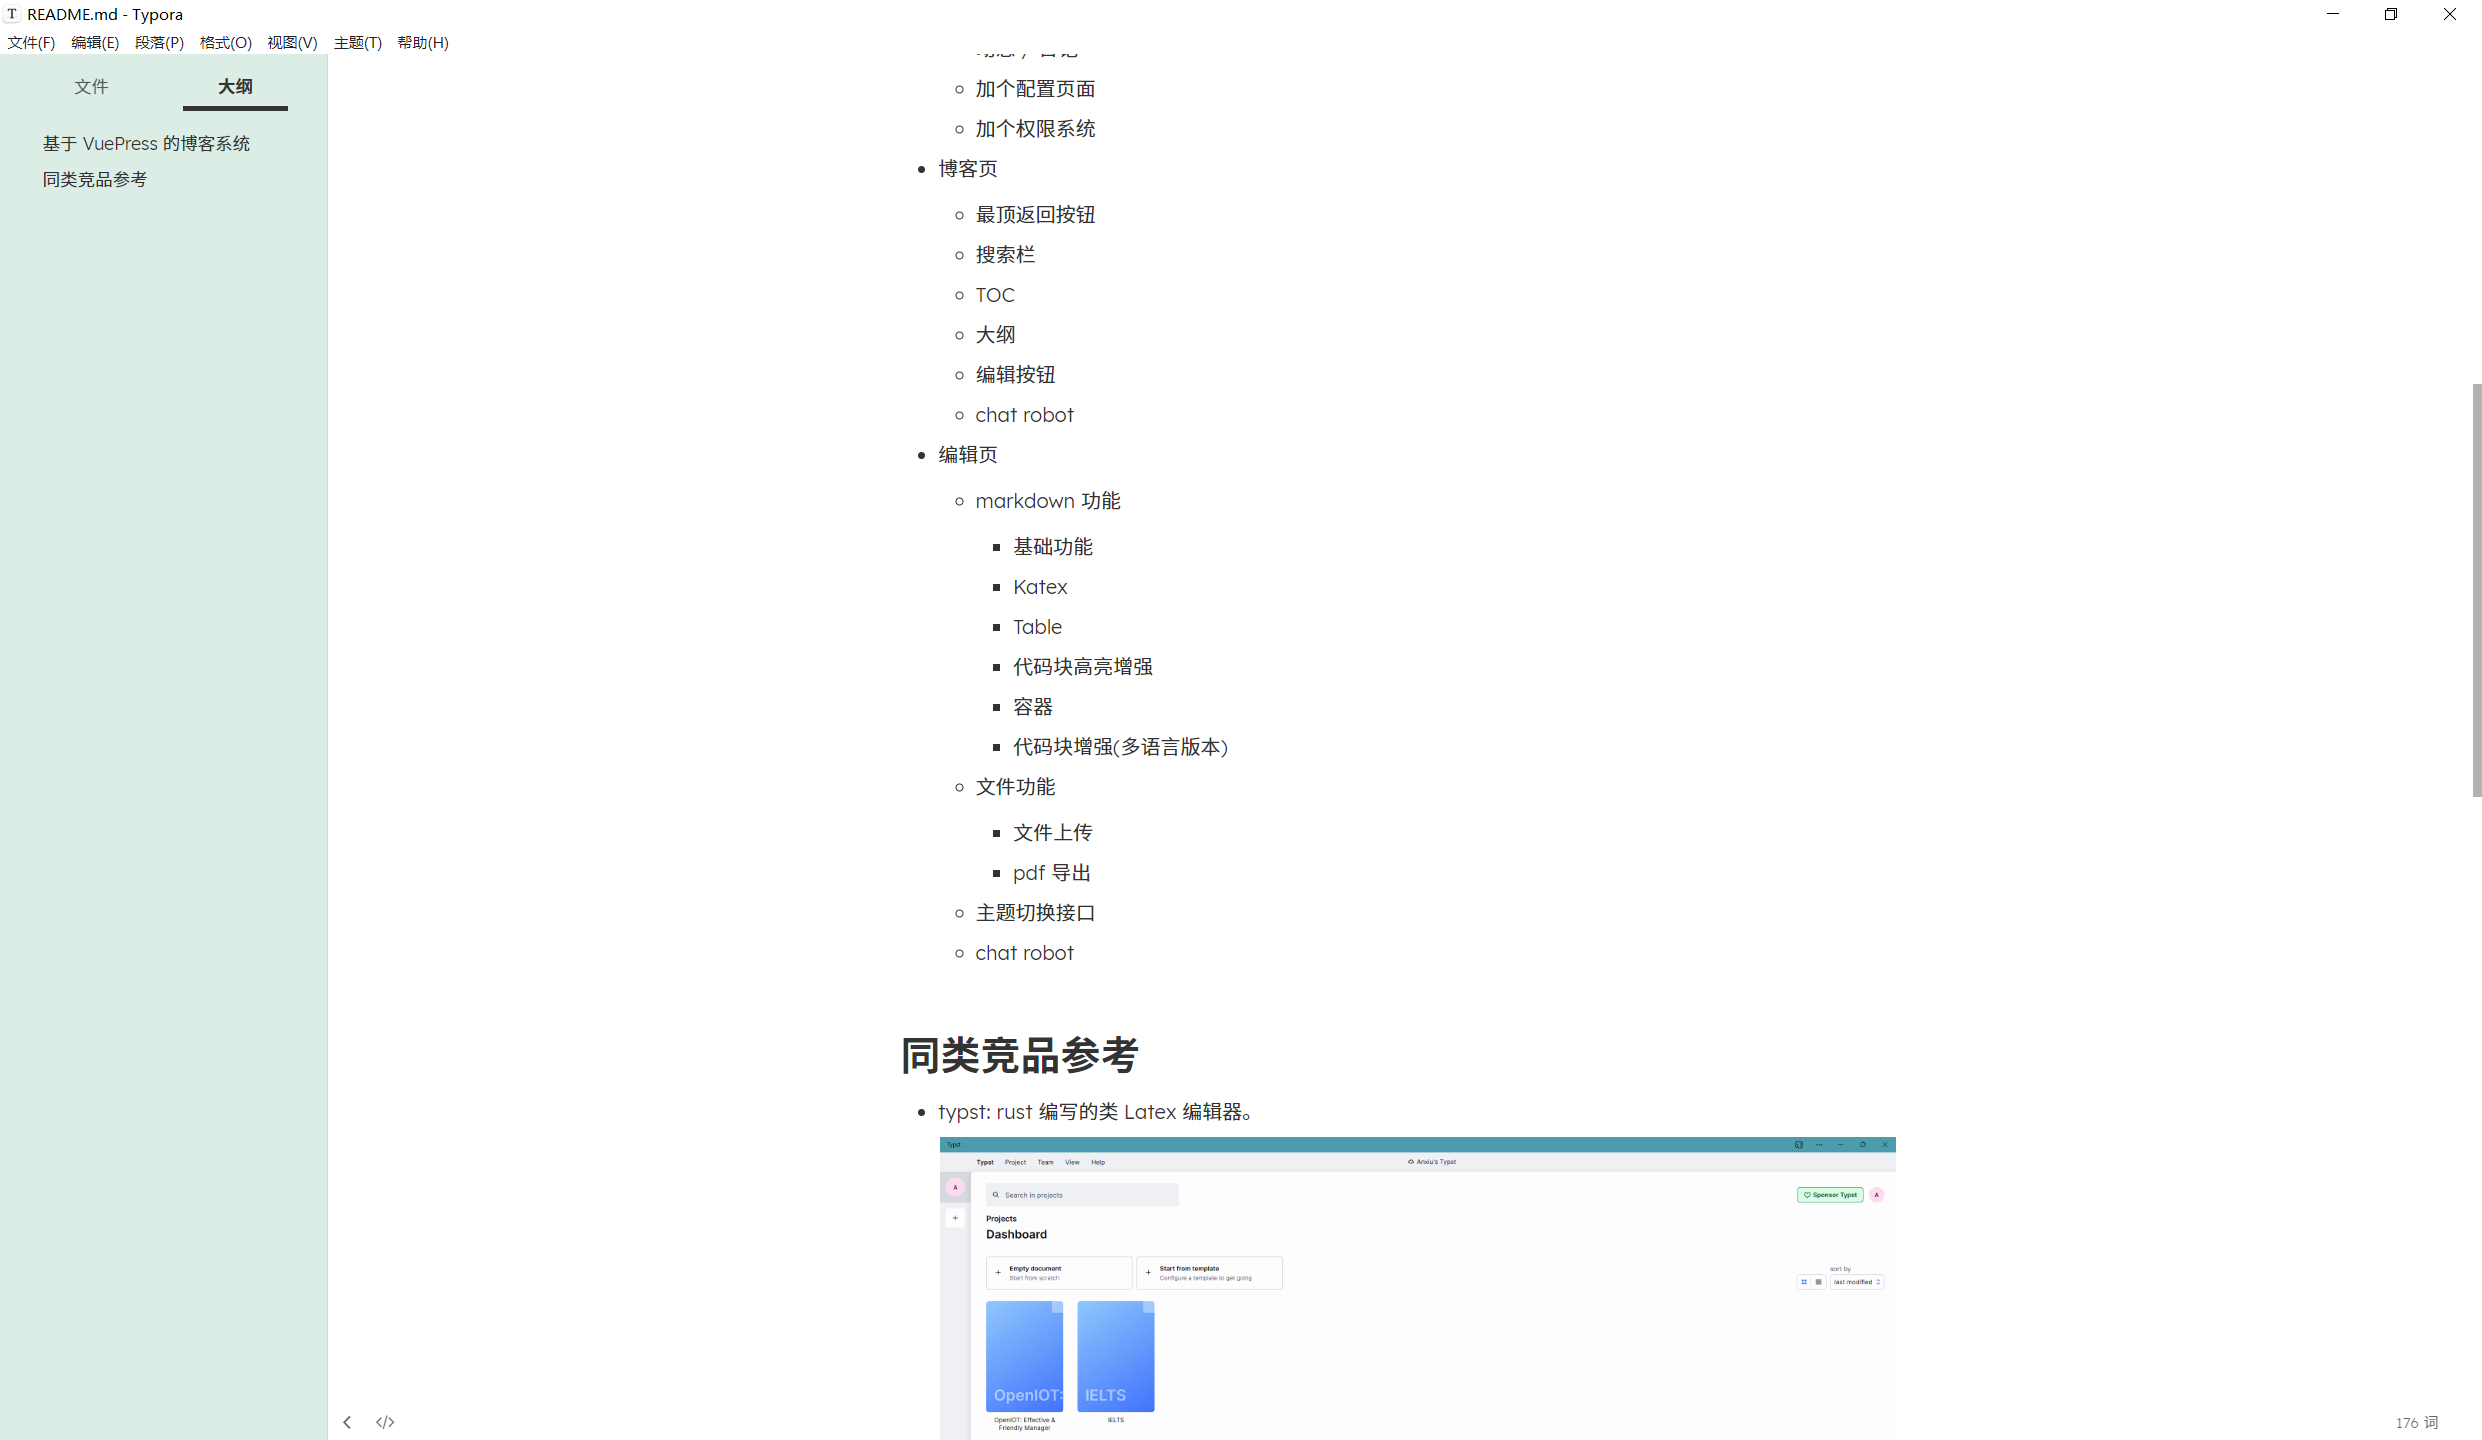 README.md - Typora
文件(F) 编辑(E) 段落(P) 格式(O) 视图(V) 主题(T) 帮助(H)
文件 大纲
基于 VuePress 的博客系统
同类竞品参考
加个配置页面
加个权限系统
博客页
最顶返回按钮
搜索栏
TOC
大纲
编辑按钮
chat robot
编辑页
markdown 功能
基础功能
Katex
Table
代码块高亮增强
容器
代码块增强(多语言版本)
文件功能
文件上传
pdf 导出
主题切换接口
chat robot
同类竞品参考
typst: rust 编写的类 Latex 编辑器。
Typst
Typst Project Team View Help
Anxiu's Typst
A
Search in projects
Sponsor Typst A
Projects
Dashboard
Empty document
Start from scratch
Start from template
Configure a template to get going
sort by
last modified
OpenIOT:
IELTS
OpenIOT: Effective &
Friendly Manager
IELTS
176 词